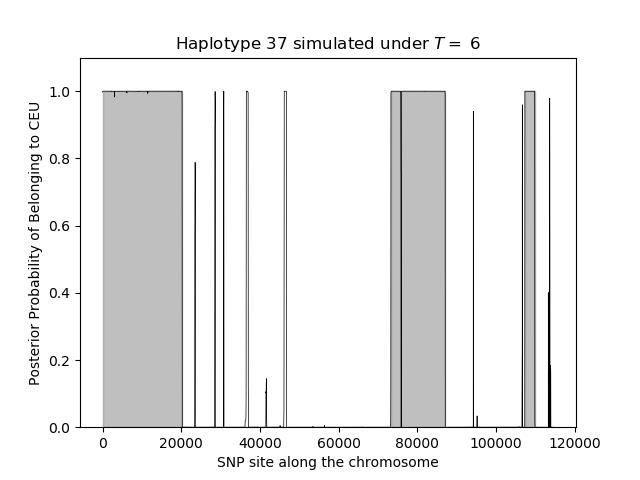 Haplotype 37 simulated under T = 6
Posterior Probability of Belonging to CEU
1.0
0.8
0.6
0.4
0.2
0.0
0 20000 40000 60000 80000 100000 120000
SNP site along the chromosome